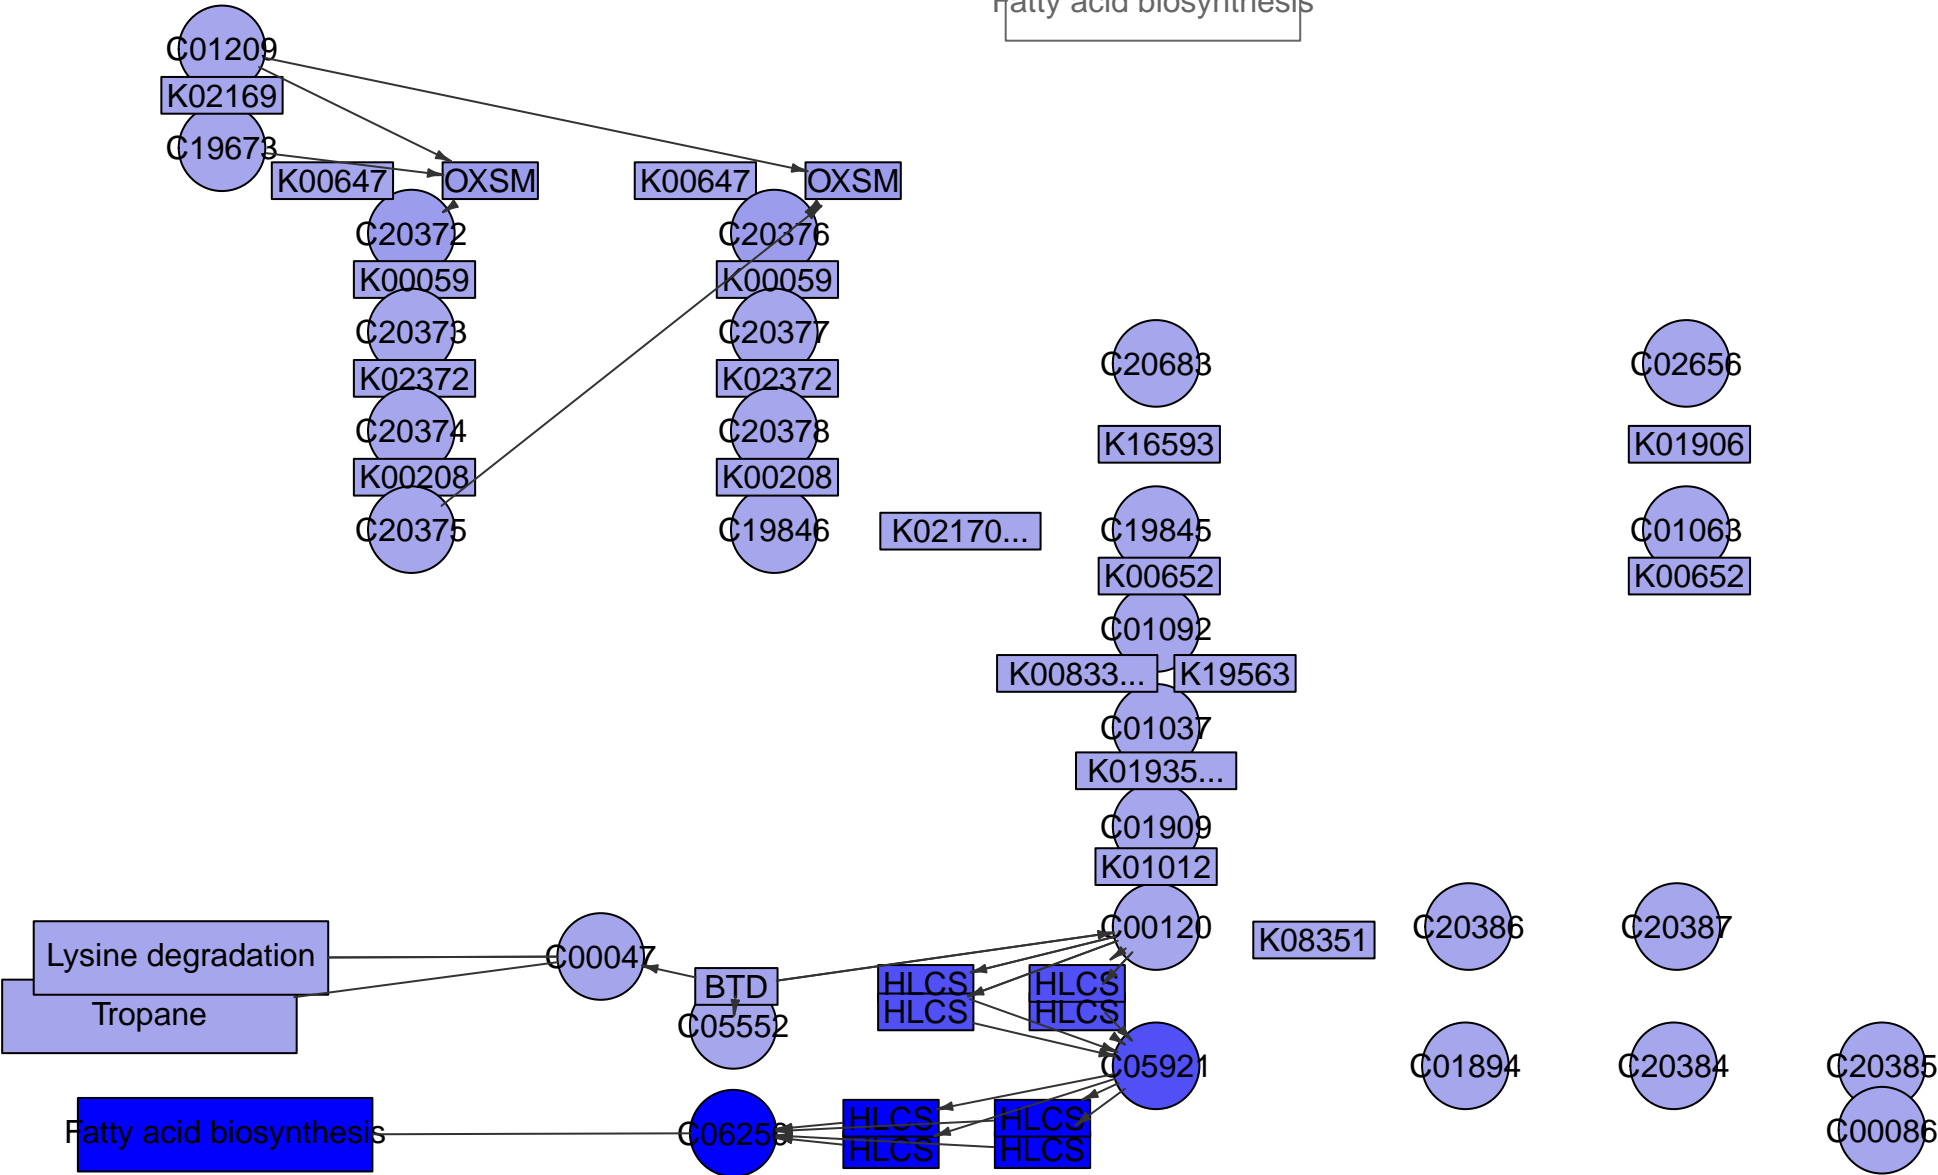 Fatty acid biosynthesis
C01209
K02169
C19673
K00647
OXSM
K00647
OXSM
C20372
C20376
K00059
K00059
C20373
C20377
C20683
C02656
K02372
K02372
C20374
C20378
K16593
K01906
K00208
K00208
C20375
C19846
K02170...
C19845
C01063
K00652
K00652
C01092
K00833...
K19563
C01037
K01935...
C01909
K01012
C00120
K08351
C20386
C20387
Lysine degradation
C00047
BTD
HLCS
HLCS
Tropane
C05552
HLCS
HLCS
C05921
C01894
C20384
C20385
Fatty acid biosynthesis
C06250
HLCS
HLCS
HLCS
HLCS
C00086